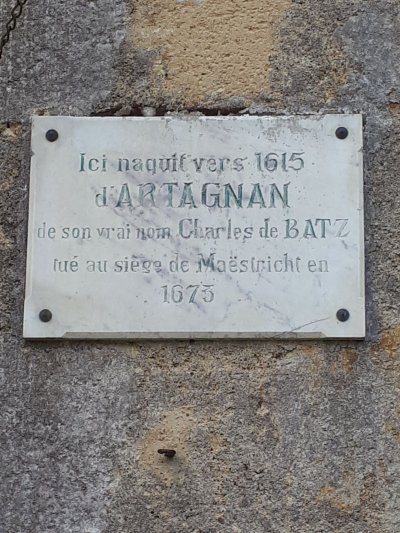 Ici naquit vers 1615
d'ARTAGNAN
de son vrai nom Charles de BATZ
tué au siège de Maëstricht en
1673